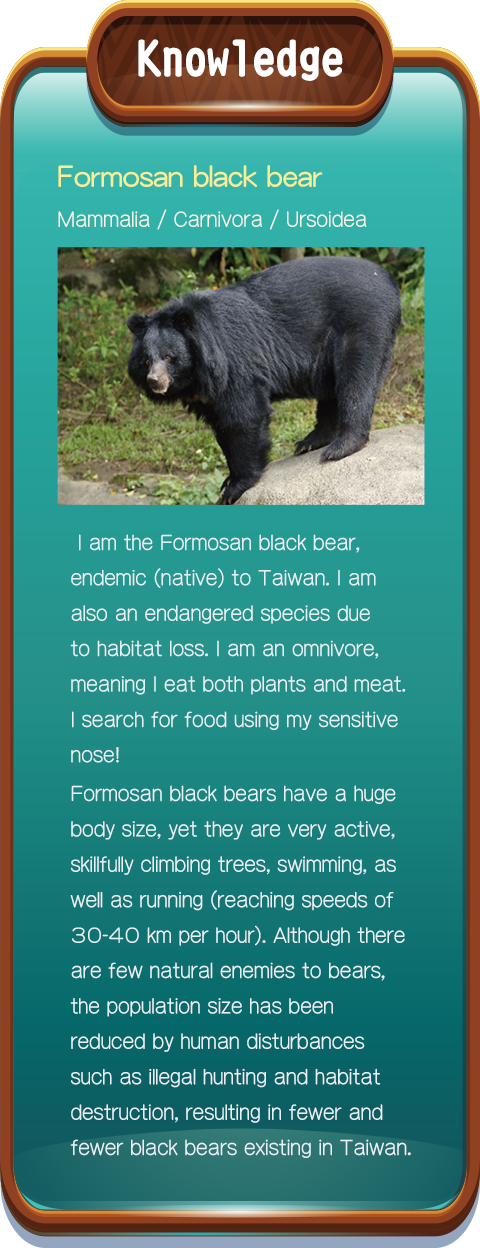 Knowledge
Formosan black bear
Mammalia / Carnivora / Ursoidea
I am the Formosan black bear,
endemic (native) to Taiwan. I am
also an endangered species due
to habitat loss. I am an omnivore,
meaning I eat both plants and meat.
I search for food using my sensitive
nose!
Formosan black bears have a huge
body size, yet they are very active,
skillfully climbing trees, swimming, as
well as running (reaching speeds of
30-40 km per hour). Although there
are few natural enemies to bears,
the population size has been
reduced by human disturbances
such as illegal hunting and habitat
destruction, resulting in fewer and
fewer black bears existing in Taiwan.